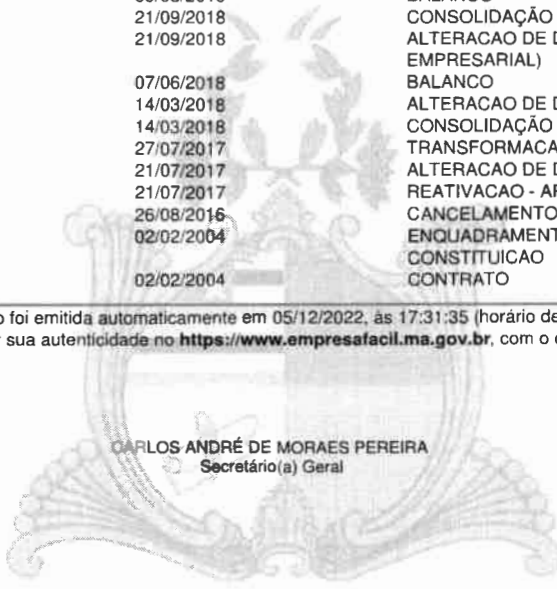 21/09/2018 CONSOLIDAÇÃO
21/09/2018 ALTERACAO DE
EMPRESARIAL)
07/06/2018 BALANCO
14/03/2018 ALTERACAO DE
14/03/2018 CONSOLIDAÇÃO
27/07/2017 TRANSFORMACA
21/07/2017 ALTERACAO DE
21/07/2017 REATIVACAO - A
26/08/2016 CANCELAMENTO
02/02/2004 ENQUADRAMENT
CONSTITUICAO
02/02/2004 CONTRATO
o foi emitida automaticamente em 05/12/2022, às 17:31:35 (horário de
r sua autenticidade no https://www.empresafacil.ma.gov.br, com o
CARLOS ANDRÉ DE MORAES PEREIRA
Secretário(a) Geral